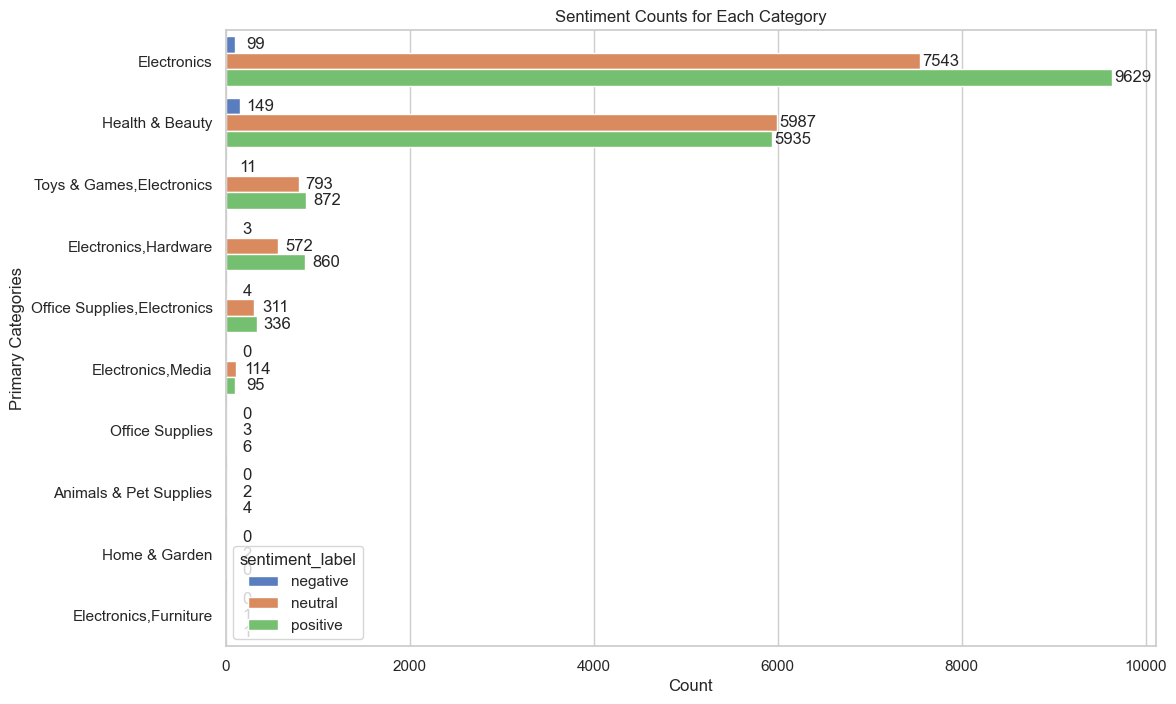 Sentiment Counts for Each Category
Electronics
99
7543
9629
Health & Beauty
149
5987
5935
Toys & Games,Electronics
11
793
872
Electronics,Hardware
3
572
860
Office Supplies,Electronics
4
311
336
Electronics,Media
0
114
95
Office Supplies
0
3
6
Animals & Pet Supplies
0
2
4
Home & Garden
0
Electronics,Furniture
sentiment_label
negative
neutral
positive
0 2000 4000 6000 8000 10000
Count
Primary Categories